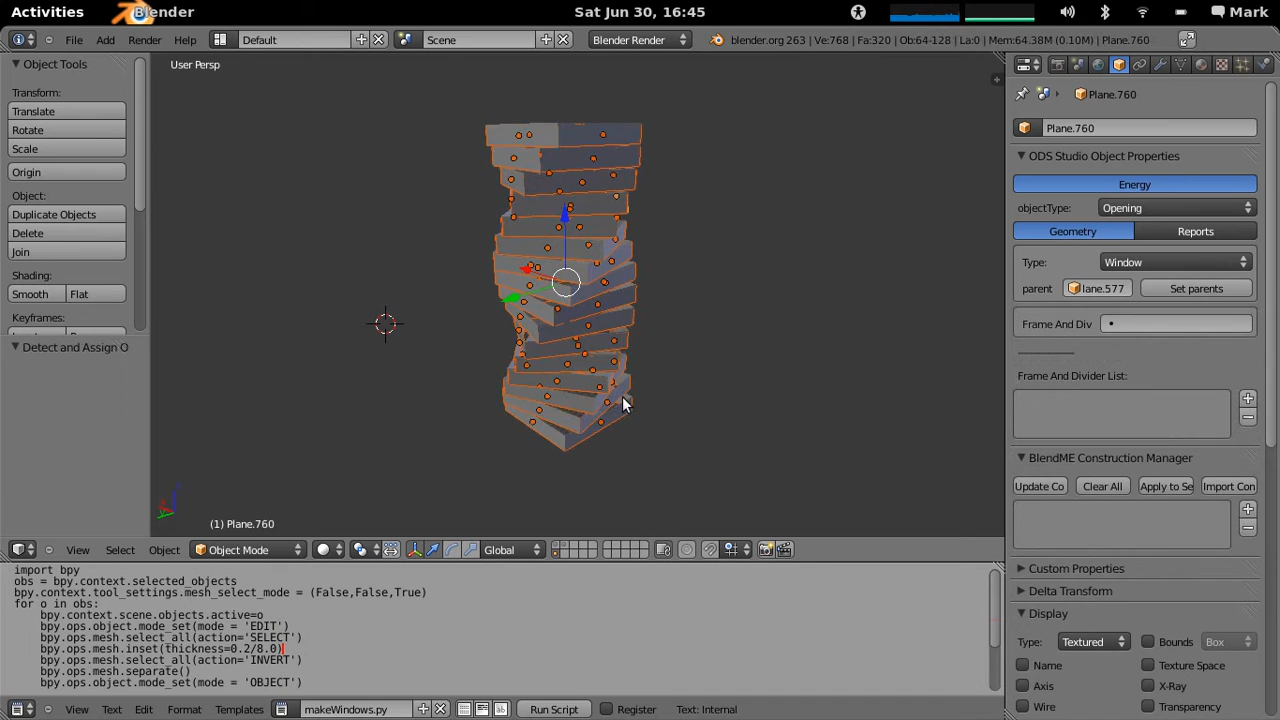 Activities Blender Sat Jun 30, 16:45 Mark
File Add Render Help Default Scene Blender Render blender.org 263 | Ve:768 | Fa:320 | Ob:64-128 | La:0 | Mem:64.38M (0.10M) | Plane.760
Object Tools
Transform:
Translate
Rotate
Scale
Origin
Object:
Duplicate Objects
Delete
Join
Shading:
Smooth Flat
Keyframes:
Detect and Assign O
User Persp
(1) Plane.760
View Select Object Object Mode Global
import bpy
obs = bpy.context.selected_objects
bpy.context.tool_settings.mesh_select_mode = (False,False,True)
for o in obs:
bpy.context.scene.objects.active=o
bpy.ops.object.mode_set(mode = 'EDIT')
bpy.ops.mesh.select_all(action='SELECT')
bpy.ops.mesh.inset(thickness=0.2/8.0)
bpy.ops.mesh.select_all(action='INVERT')
bpy.ops.mesh.separate()
bpy.ops.object.mode_set(mode = 'OBJECT')
View Text Edit Format Templates makeWindows.py Run Script Register Text: Internal
Plane.760
Plane.760
ODS Studio Object Properties
Energy
objectType: Opening
Geometry Reports
Type: Window
parent lane.577 Set parents
Frame And Div
Frame And Divider List:
BlendME Construction Manager
Update Co Clear All Apply to Se Import Con
Custom Properties
Delta Transform
Display
Type: Textured Bounds Box
Name Texture Space
Axis X-Ray
Wire Transparency